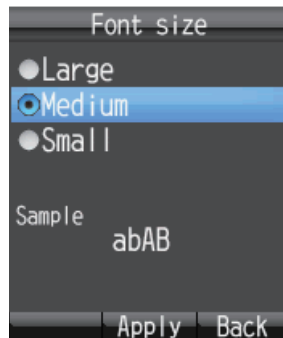 Font size
Large
Medium
Small
Sample
abAB
Apply Back